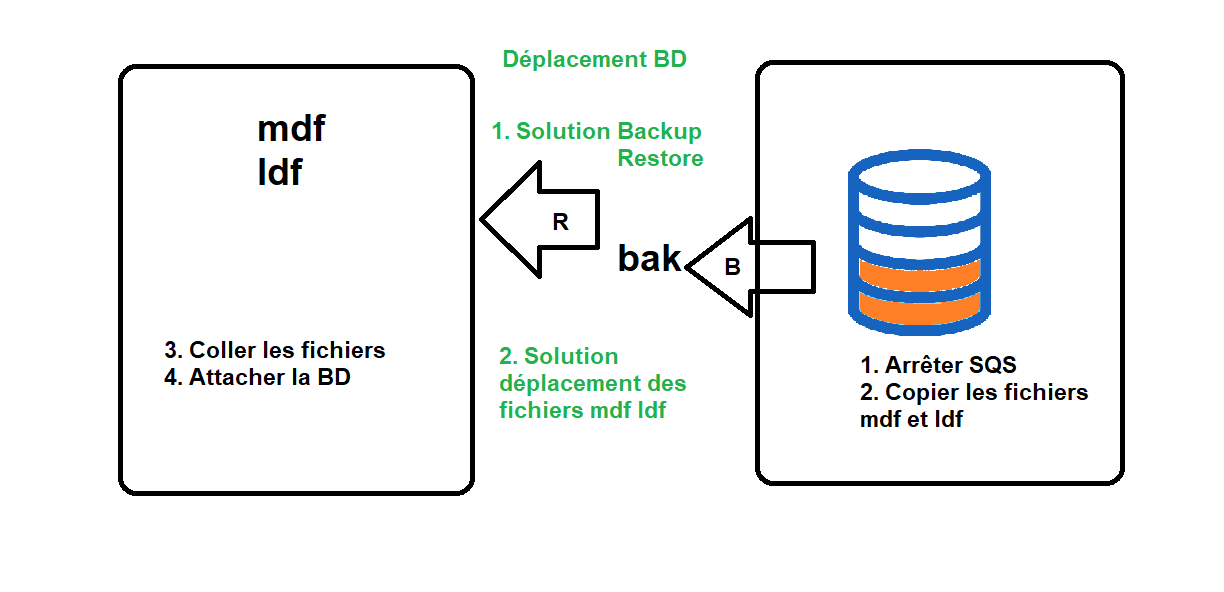 Déplacement BD
mdf
ldf
1. Solution Backup
Restore
R
bak
B
3. Coller les fichiers
4. Attacher la BD
2. Solution
déplacement des
fichiers mdf ldf
1. Arrêter SQS
2. Copier les fichiers
mdf et ldf